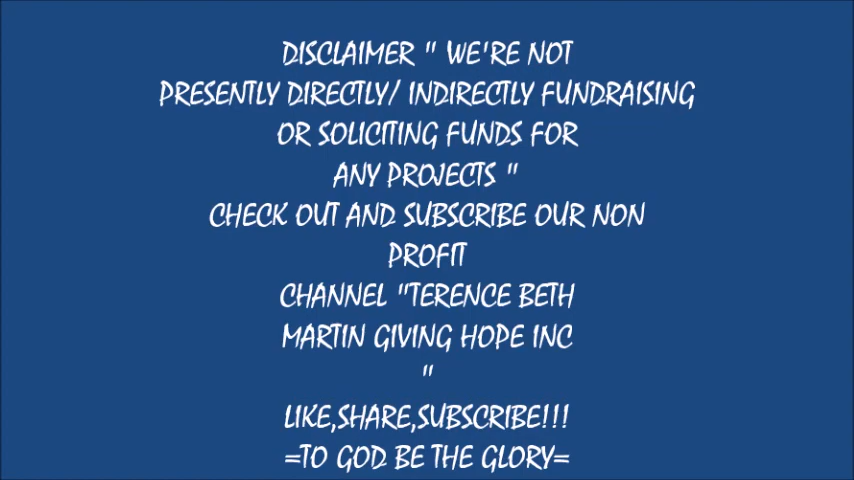 DISCLAIMER " WE'RE NOT
PRESENTLY DIRECTLY/ INDIRECTLY FUNDRAISING
OR SOLICITING FUNDS FOR
ANY PROJECTS "
CHECK OUT AND SUBSCRIBE OUR NON
PROFIT
CHANNEL "TERENCE BETH
MARTIN GIVING HOPE INC
"
LIKE,SHARE,SUBSCRIBE!!!
=TO GOD BE THE GLORY=